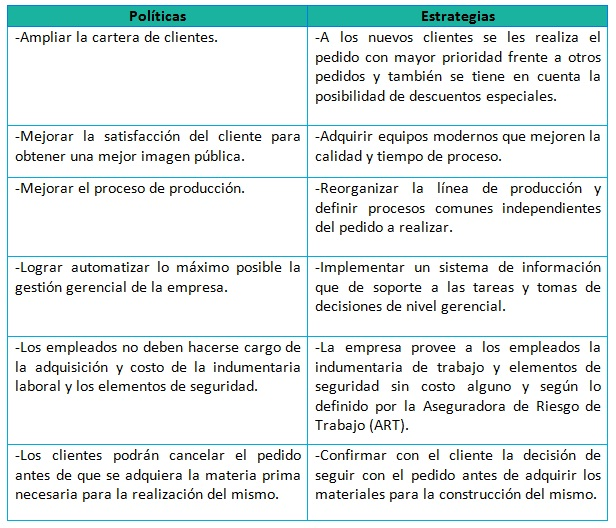 Políticas
Estrategias
-Ampliar la cartera de clientes.
-A los nuevos clientes se les realiza el
pedido con mayor prioridad frente a otros
pedidos y también se tiene en cuenta la
posibilidad de descuentos especiales.
-Mejorar la satisfacción del cliente para
obtener una mejor imagen pública.
-Adquirir equipos modernos que mejoren la
calidad y tiempo de proceso.
-Mejorar el proceso de producción.
-Reorganizar la línea de producción y
definir procesos comunes independientes
del pedido a realizar.
-Lograr automatizar lo máximo posible la
gestión gerencial de la empresa.
-Implementar un sistema de información
que de soporte a las tareas y tomas de
decisiones de nivel gerencial.
-Los empleados no deben hacerse cargo de
la adquisición y costo de la indumentaria
laboral y los elementos de seguridad.
-La empresa provee a los empleados la
indumentaria de trabajo y elementos de
seguridad sin costo alguno y según lo
definido por la Aseguradora de Riesgo de
Trabajo (ART).
-Los clientes podrán cancelar el pedido
antes de que se adquiera la materia prima
necesaria para la realización del mismo.
-Confirmar con el cliente la decisión de
seguir con el pedido antes de adquirir los
materiales para la construcción del mismo.